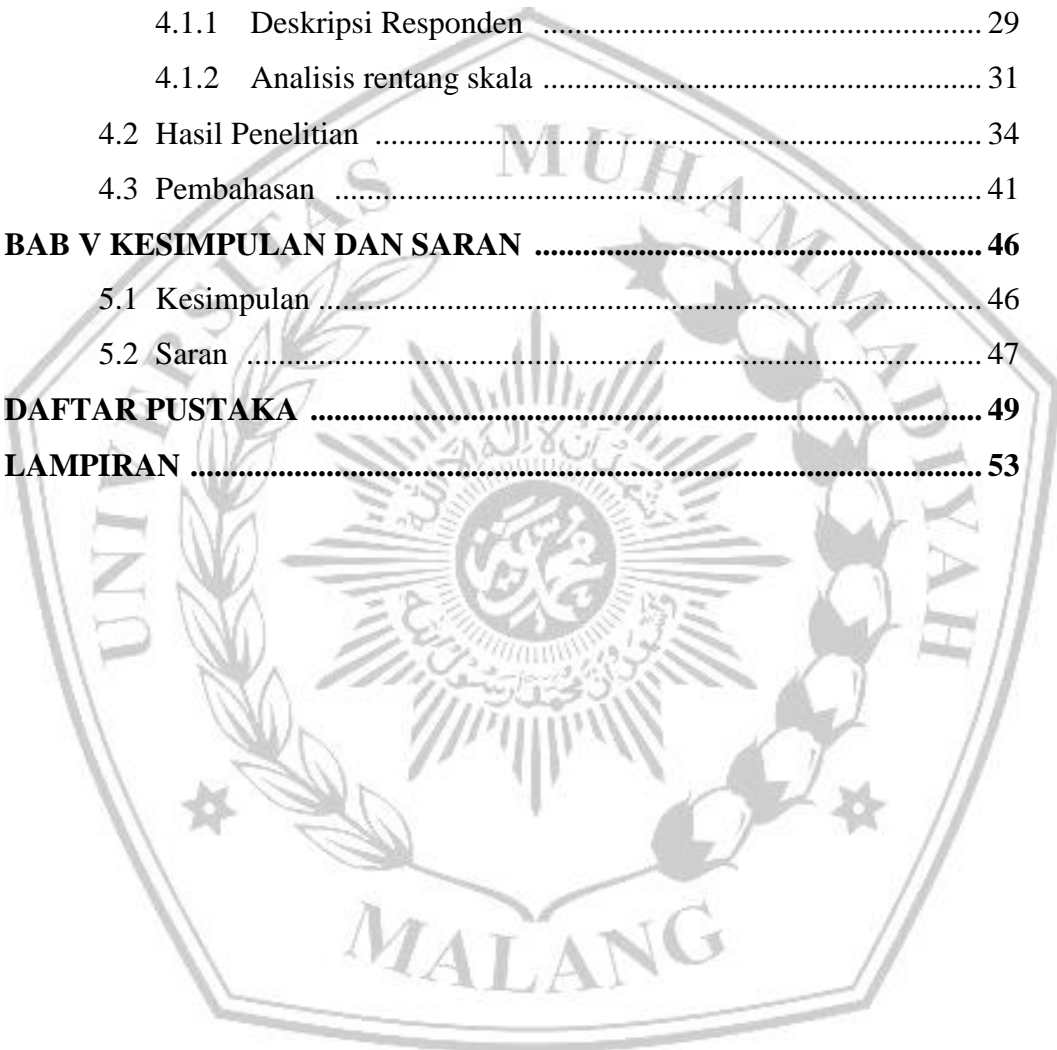 4.1.1 Deskripsi Responden ........................................................ 29
4.1.2 Analisis rentang skala ...................................................... 31
4.2 Hasil Penelitian ............................................................................. 34
4.3 Pembahasan .................................................................................. 41
BAB V KESIMPULAN DAN SARAN ......................................................... 46
5.1 Kesimpulan .................................................................................... 46
5.2 Saran .............................................................................................. 47
DAFTAR PUSTAKA ..................................................................................... 49
LAMPIRAN .................................................................................................... 53
UNIVERSITAS MUHAMMADIYAH
MALANG